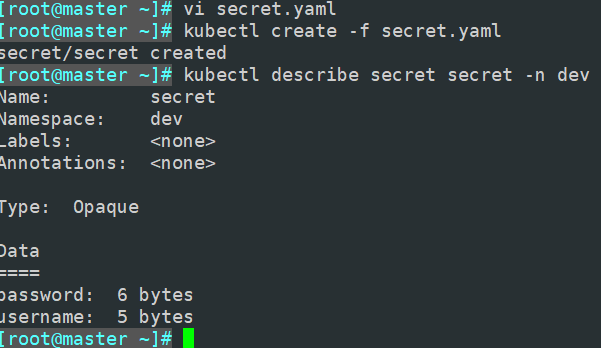 [root@master ~]# vi secret.yaml
[root@master ~]# kubectl create -f secret.yaml
secret/secret created
[root@master ~]# kubectl describe secret secret -n dev
Name:         secret
Namespace:    dev
Labels:       <none>
Annotations:  <none>

Type:  Opaque

Data
====
password:  6 bytes
username:  5 bytes
[root@master ~]#